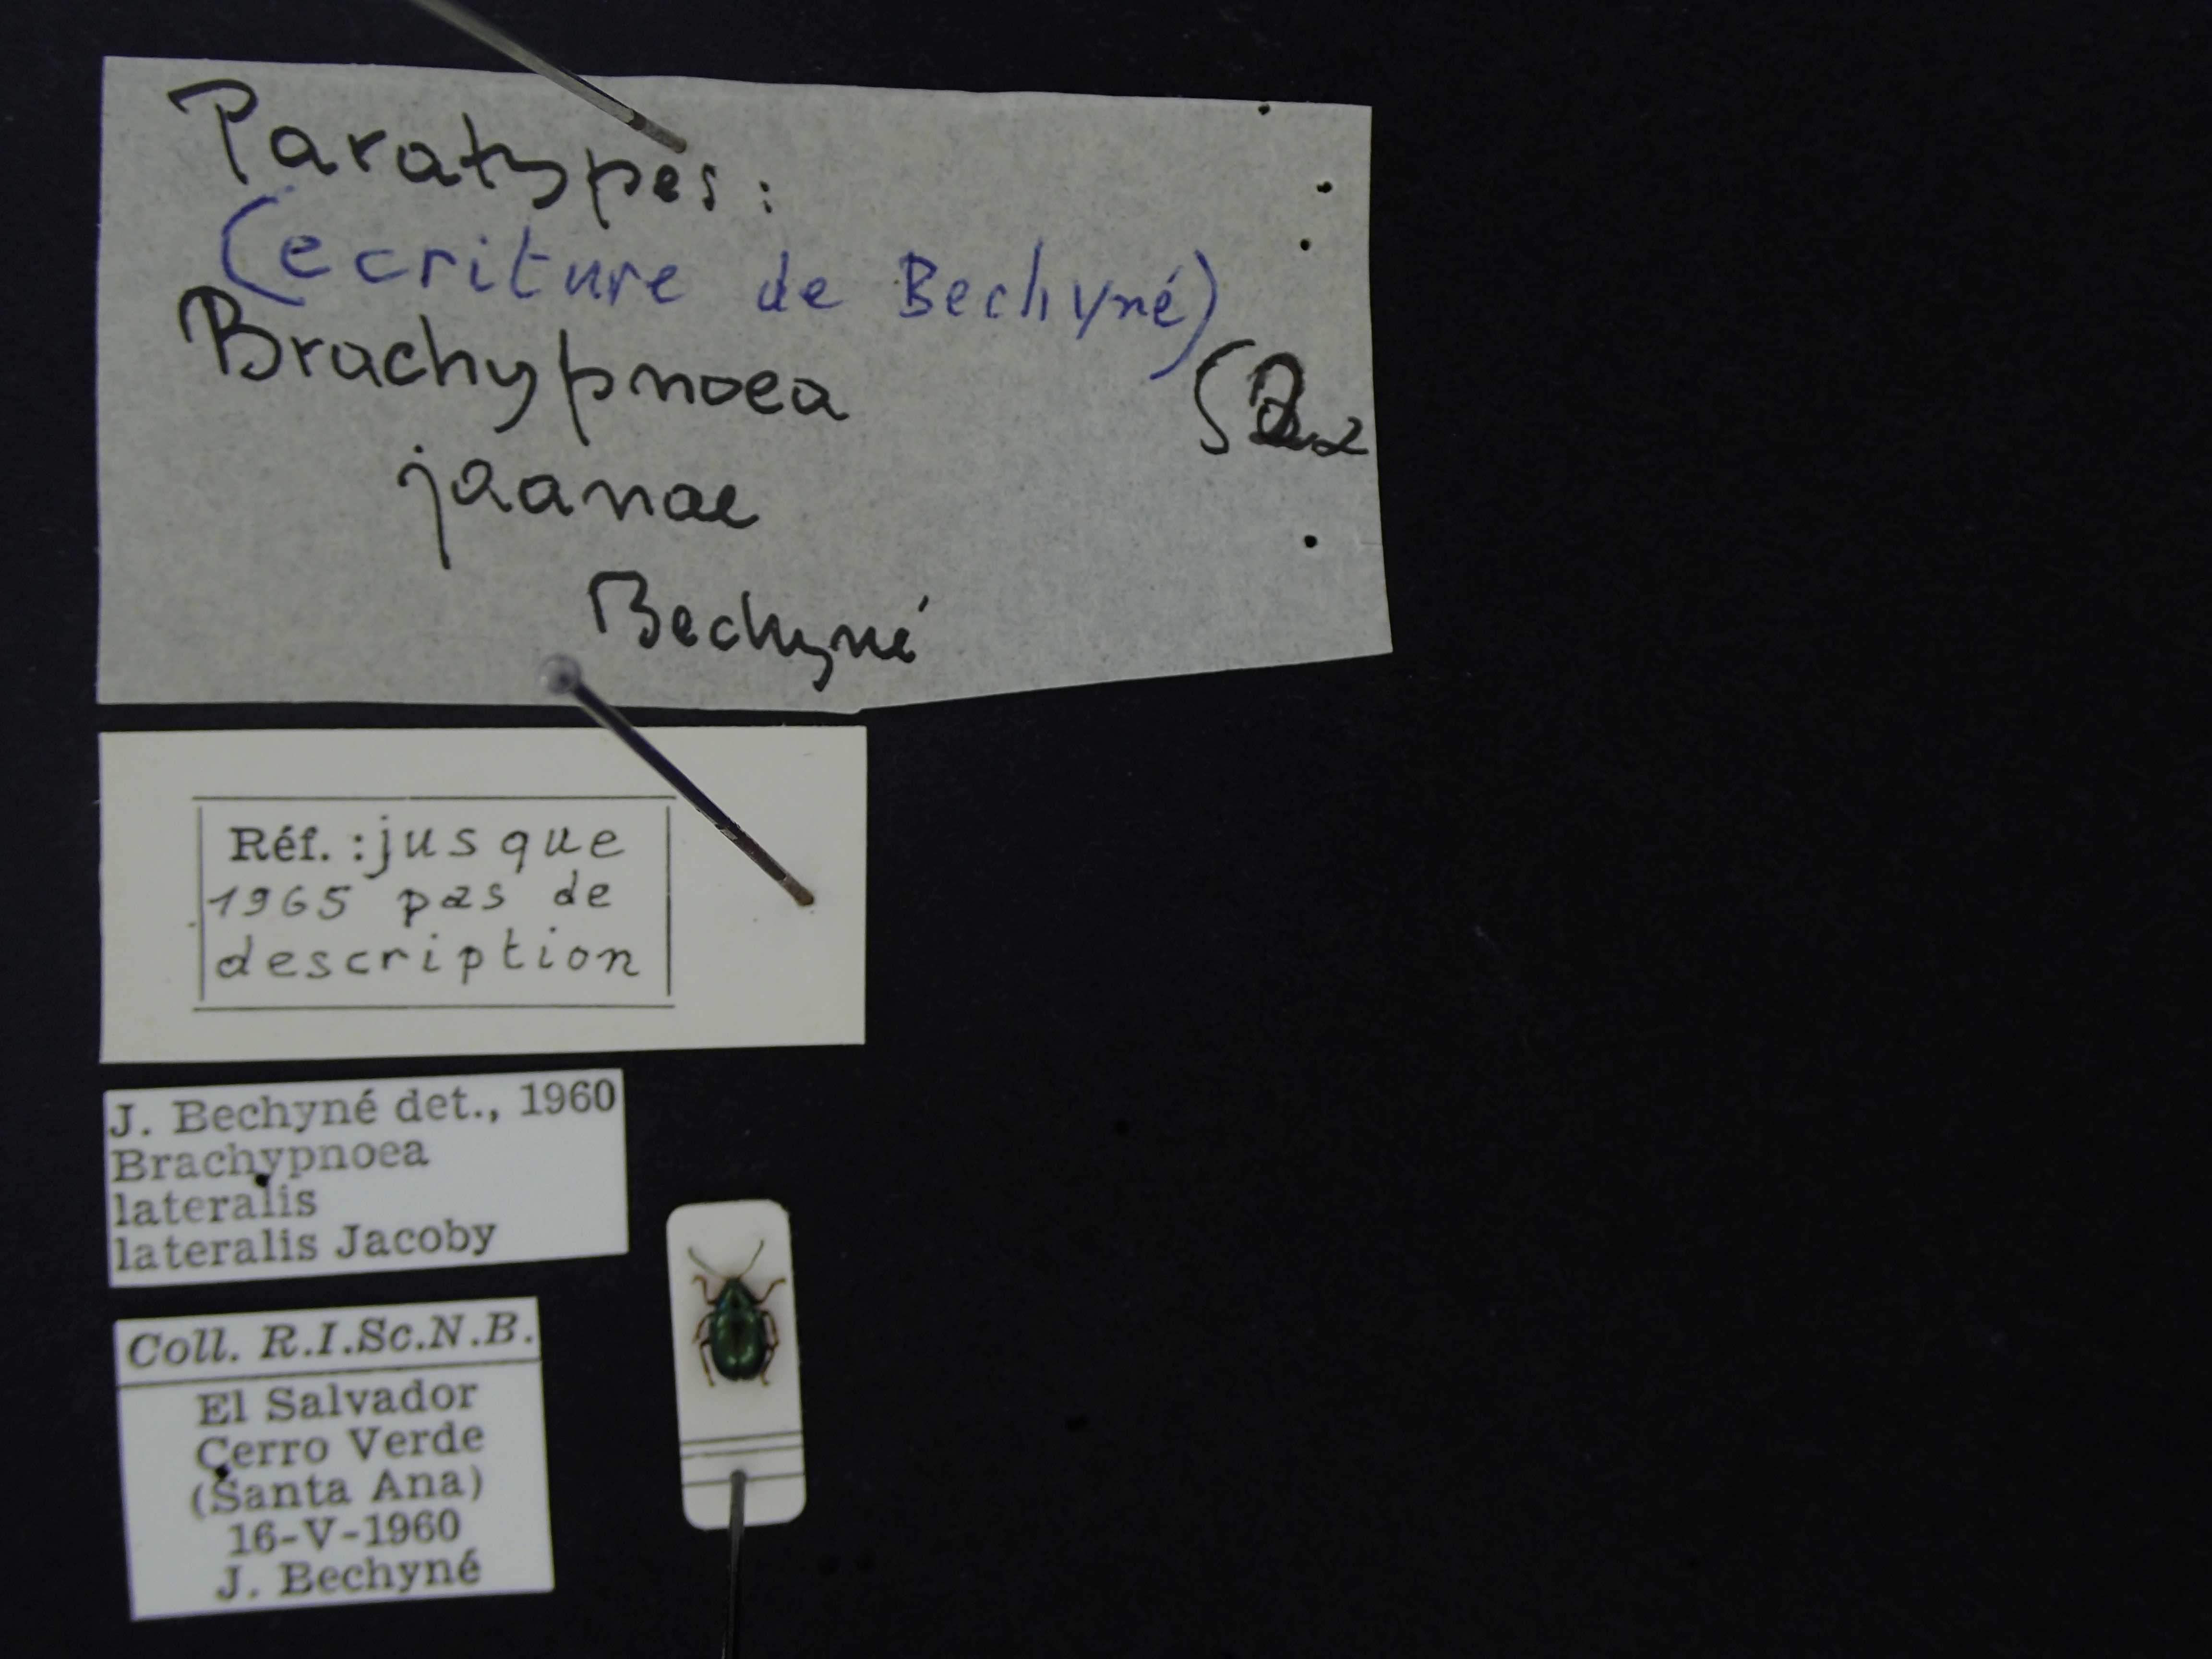 Paratypes:
(ecriture de Bechyné)
Brachypnoea
jaanae
Bechyné
Réf. : jusque
1965 pas de
description
J. Bechyné det., 1960
Brachypnoea
lateralis
lateralis Jacoby
Coll. R.I.Sc.N.B.
El Salvador
Cerro Verde
(Santa Ana)
16-V-1960
J. Bechyné